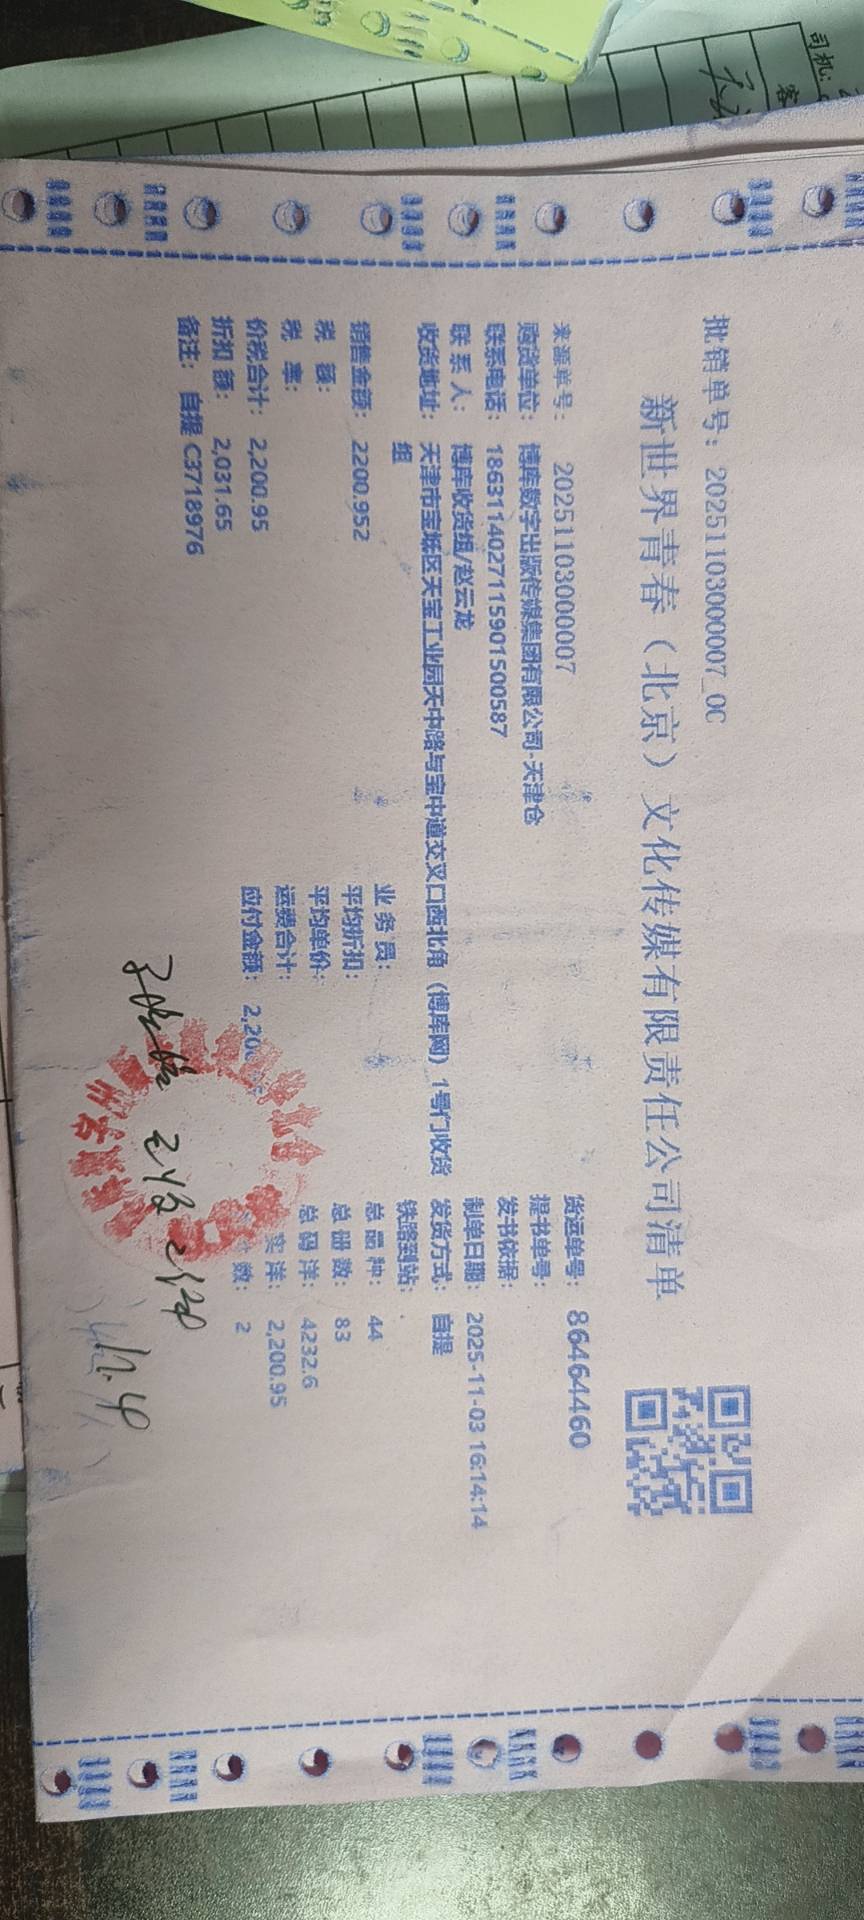 批销单号：20251103000007_0C
新世界青春（北京）文化传媒有限责任公司清单
来源单号：20251103000007
货运单号：86464460
购货单位：博库数字出版传媒集团有限公司-天津仓
提书单号：
联系电话：1863114027115901500587
发书依据：
联 系 人：博库收货组/赵云龙
制单日期：2025-11-03 16:14:14
收货地址：天津市宝坻区天宝工业园天中路与宝中道交叉口西北角（博库网）1号门收货
组
发货方式：自提
铁路到站：.
销售金额：2200.952
业 务 员：
总 品 种：44
税 额：
平均折扣：
总 册 数：83
税 率：
平均单价：
总 码 洋：4232.6
价税合计：2,200.95
运费合计：
实 洋：2,200.95
折扣 额：2,031.65
应付金额：2,20
数：2
备注：自提 C3718976
司机：
客